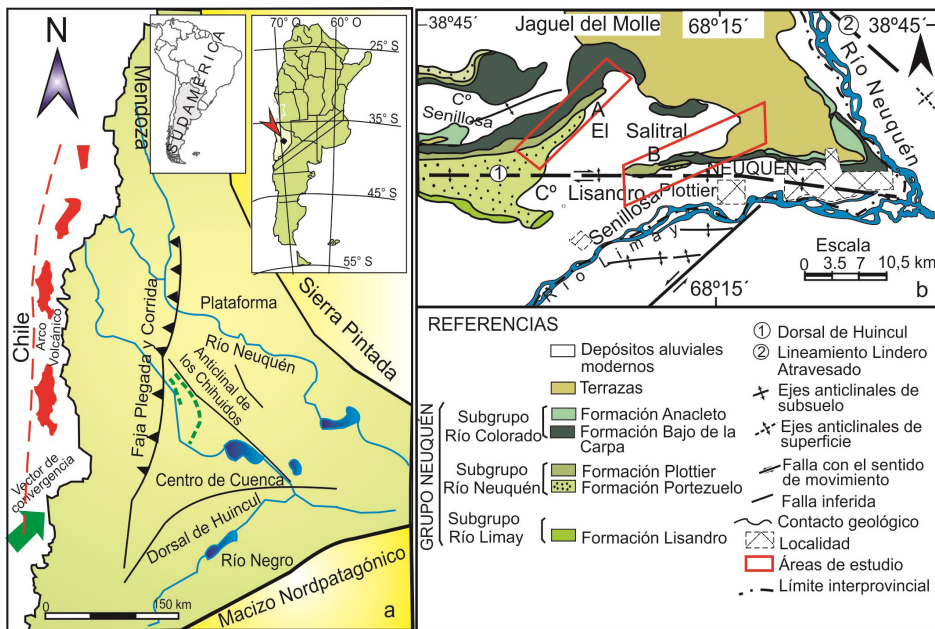 N
SUDAMÉRICA
70° O
60° O
25° S
35° S
45° S
55° S
Mendoza
Chile
Arco
Volcánico
Vector de
convergencia
Faja Plegada y Corrida
Plataforma
Río Neuquén
Anticlinal de
los Chihuidos
Sierra Pintada
Centro de Cuenca
Dorsal de Huincul
Río Negro
Macizo Nordpatagónico
0
150 km
a
38°45´
Jaguel del Molle
68°15´
2
38°45´
Río Neuquén
Cº
Senillosa
A
El
Salitral
B
NEUQUÉN
1
Cº Lisandro
Plottier
Senillosa
Río Limay
Escala
0 3.5 7 10,5 km
68°15´
b
REFERENCIAS
Depósitos aluviales
modernos
Terrazas
GRUPO NEUQUÉN
Subgrupo
Río Colorado
Formación Anacleto
Formación Bajo de la
Carpa
Subgrupo
Río Neuquén
Formación Plottier
Formación Portezuelo
Subgrupo
Río Limay
Formación Lisandro
1 Dorsal de Huincul
2 Lineamiento Lindero
Atravesado
Ejes anticlinales de
subsuelo
Ejes anticlinales de
superficie
Falla con el sentido
de movimiento
Falla inferida
Contacto geológico
Localidad
Áreas de estudio
Límite interprovincial